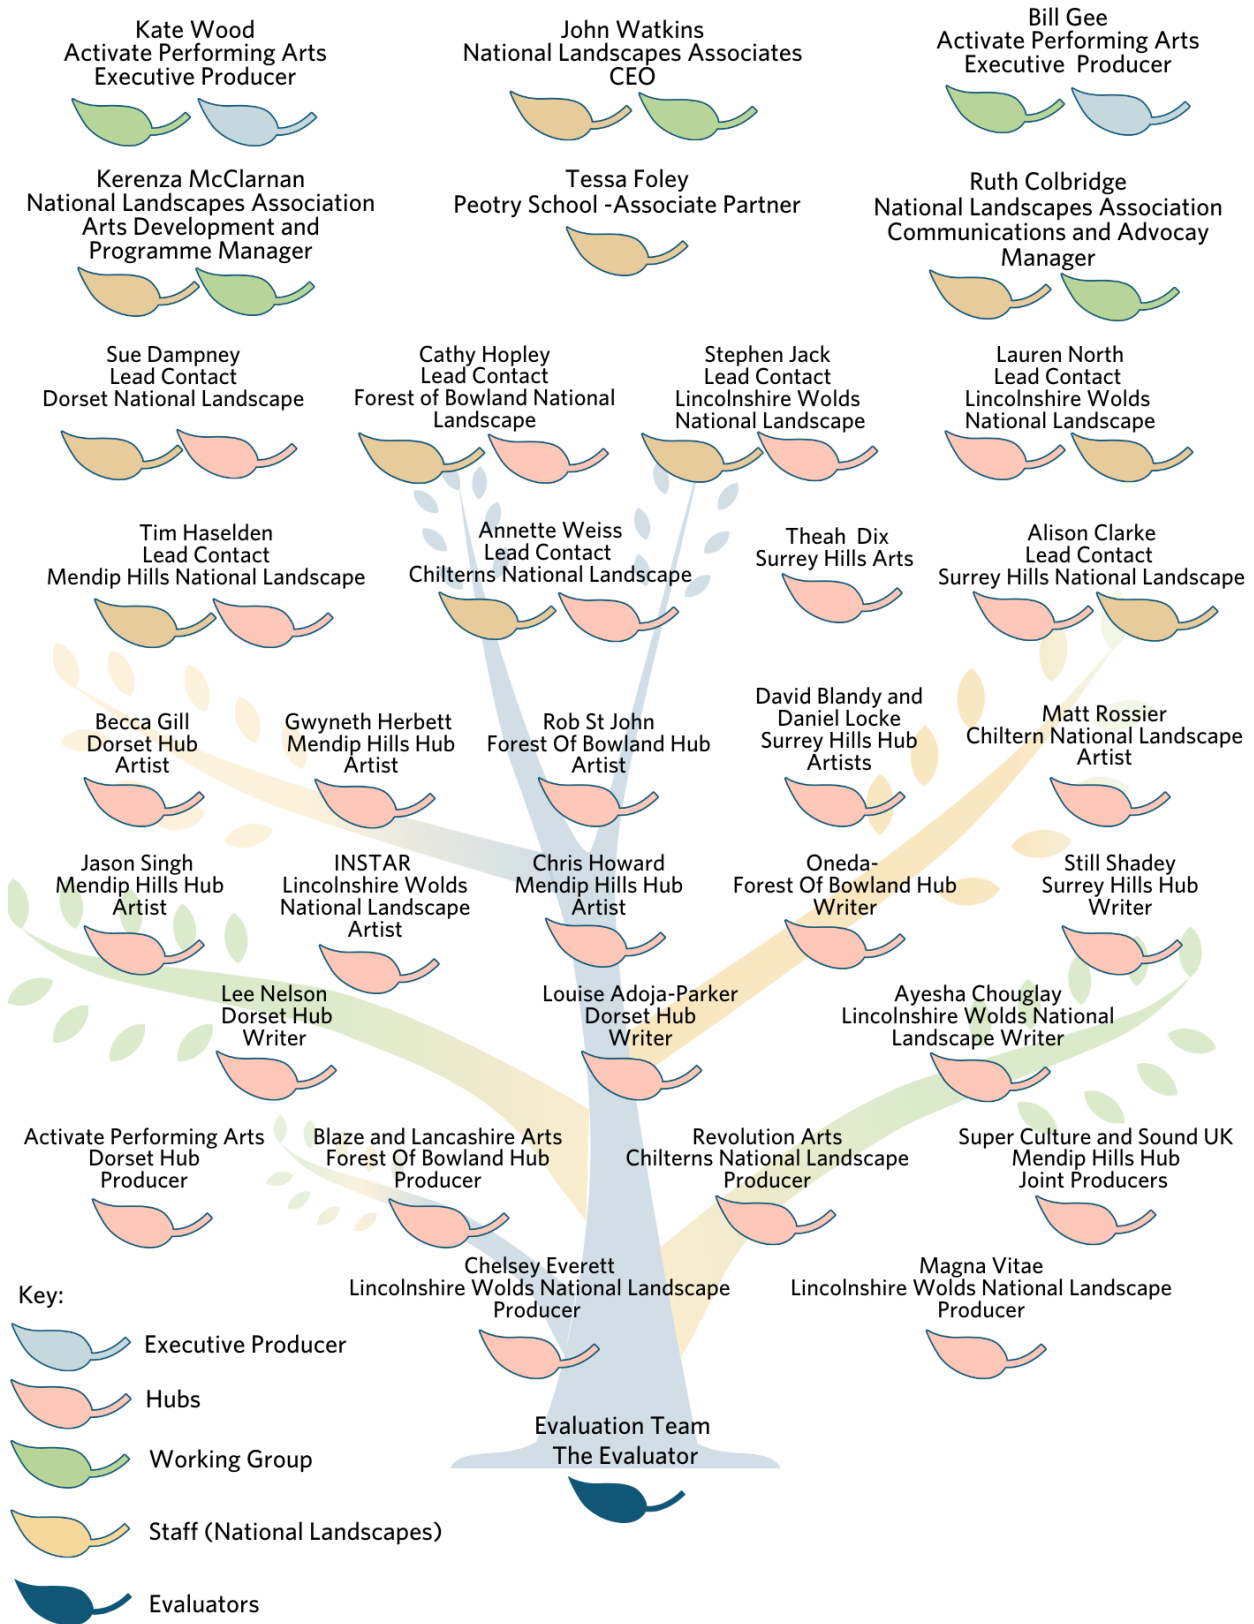 Kate Wood
Activate Performing Arts
Executive Producer
John Watkins
National Landscapes Associates
CEO
Bill Gee
Activate Performing Arts
Executive Producer
Kerenza McClarnan
National Landscapes Association
Arts Development and
Programme Manager
Tessa Foley
Peotry School -Associate Partner
Ruth Colbridge
National Landscapes Association
Communications and Advocay
Manager
Sue Dampney
Lead Contact
Dorset National Landscape
Cathy Hopley
Lead Contact
Forest of Bowland National
Landscape
Stephen Jack
Lead Contact
Lincolnshire Wolds
National Landscape
Lauren North
Lead Contact
Lincolnshire Wolds
National Landscape
Tim Haselden
Lead Contact
Mendip Hills National Landscape
Annette Weiss
Lead Contact
Chilterns National Landscape
Theah Dix
Surrey Hills Arts
Alison Clarke
Lead Contact
Surrey Hills National Landscape
Becca Gill
Dorset Hub
Artist
Gwyneth Herbett
Mendip Hills Hub
Artist
Rob St John
Forest Of Bowland Hub
Artist
David Blandy and
Daniel Locke
Surrey Hills Hub
Artists
Matt Rossier
Chiltern National Landscape
Artist
Jason Singh
Mendip Hills Hub
Artist
INSTAR
Lincolnshire Wolds
National Landscape
Artist
Chris Howard
Mendip Hills Hub
Artist
Oneda-
Forest Of Bowland Hub
Writer
Still Shadey
Surrey Hills Hub
Writer
Lee Nelson
Dorset Hub
Writer
Louise Adoja-Parker
Dorset Hub
Writer
Ayesha Chouglay
Lincolnshire Wolds National
Landscape Writer
Activate Performing Arts
Dorset Hub
Producer
Blaze and Lancashire Arts
Forest Of Bowland Hub
Producer
Revolution Arts
Chilterns National Landscape
Producer
Super Culture and Sound UK
Mendip Hills Hub
Joint Producers
Chelsey Everett
Lincolnshire Wolds National Landscape
Producer
Magna Vitae
Lincolnshire Wolds National Landscape
Producer
Key:
Executive Producer
Hubs
Working Group
Staff (National Landscapes)
Evaluators
Evaluation Team
The Evaluator